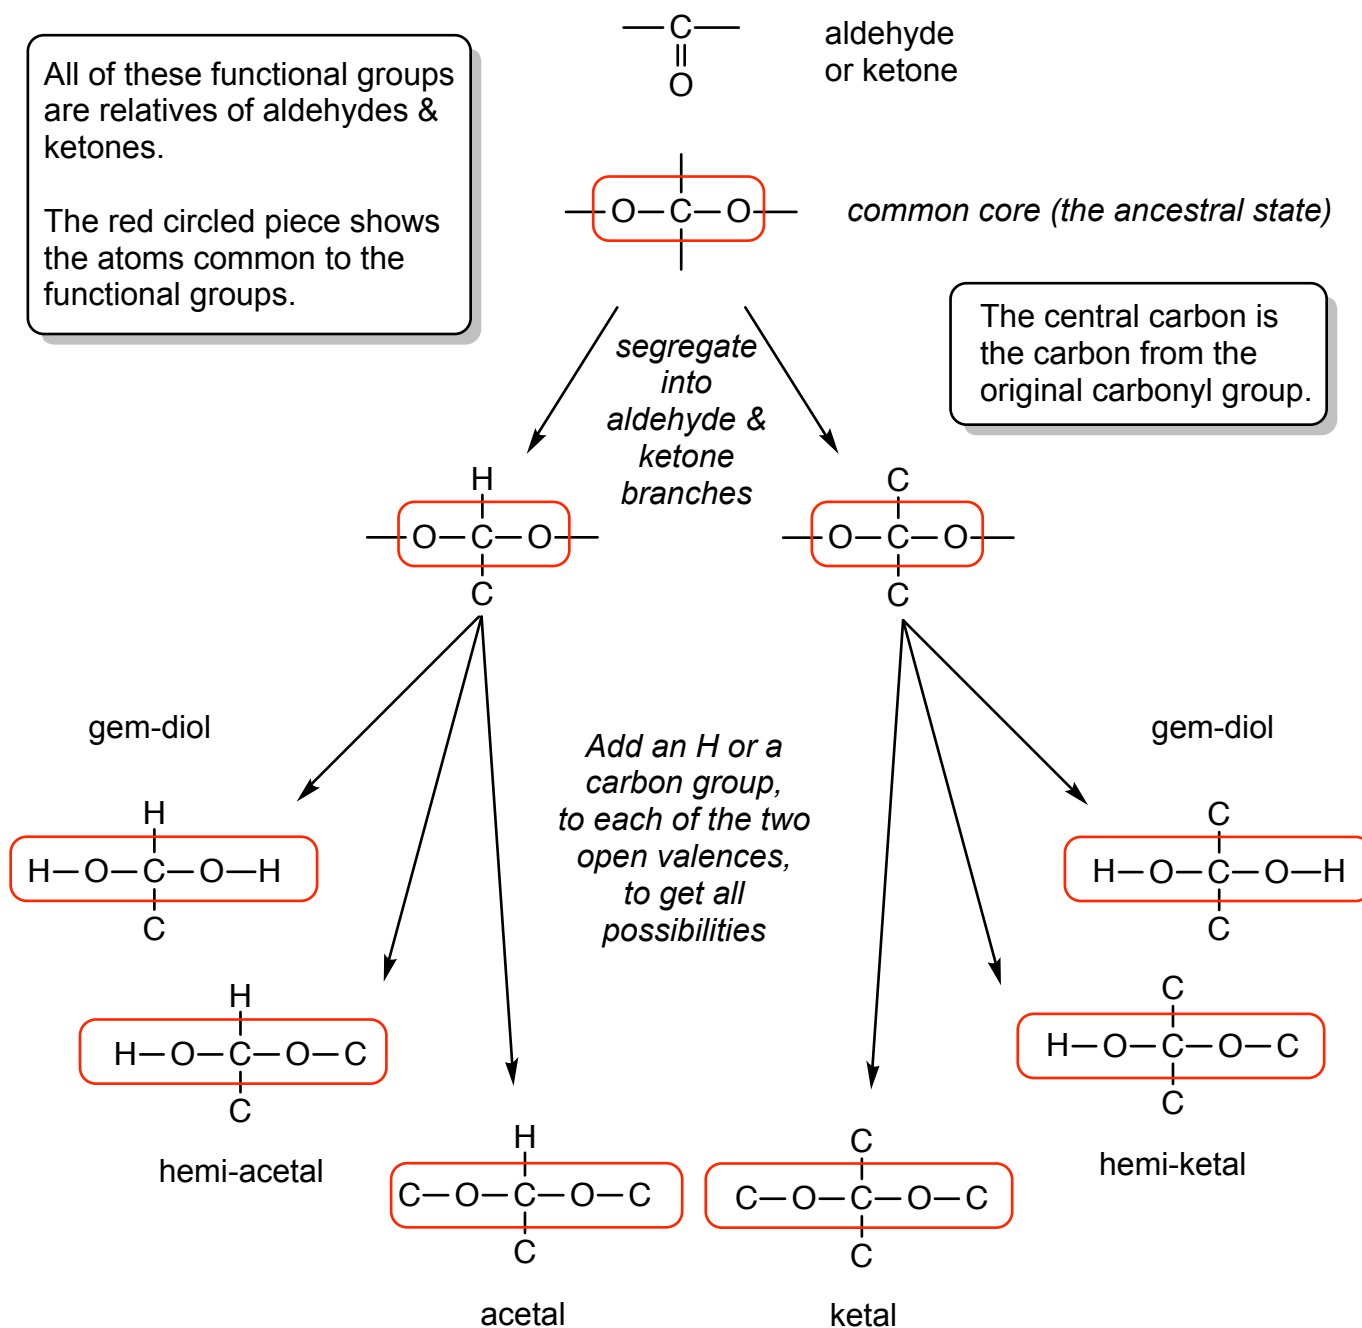 All of these functional groups
are relatives of aldehydes &
ketones.
The red circled piece shows
the atoms common to the
functional groups.
C
O
aldehyde
or ketone
O C O
common core (the ancestral state)
The central carbon is
the carbon from the
original carbonyl group.
segregate
into
aldehyde &
ketone
branches
H
O C O
C
C
O C O
C
gem-diol
H
H O C O H
C
H
H O C O C
C
hemi-acetal
H
C O C O C
C
acetal
Add an H or a
carbon group,
to each of the two
open valences,
to get all
possibilities
gem-diol
C
H O C O H
C
C
H O C O C
C
hemi-ketal
C
C O C O C
C
ketal